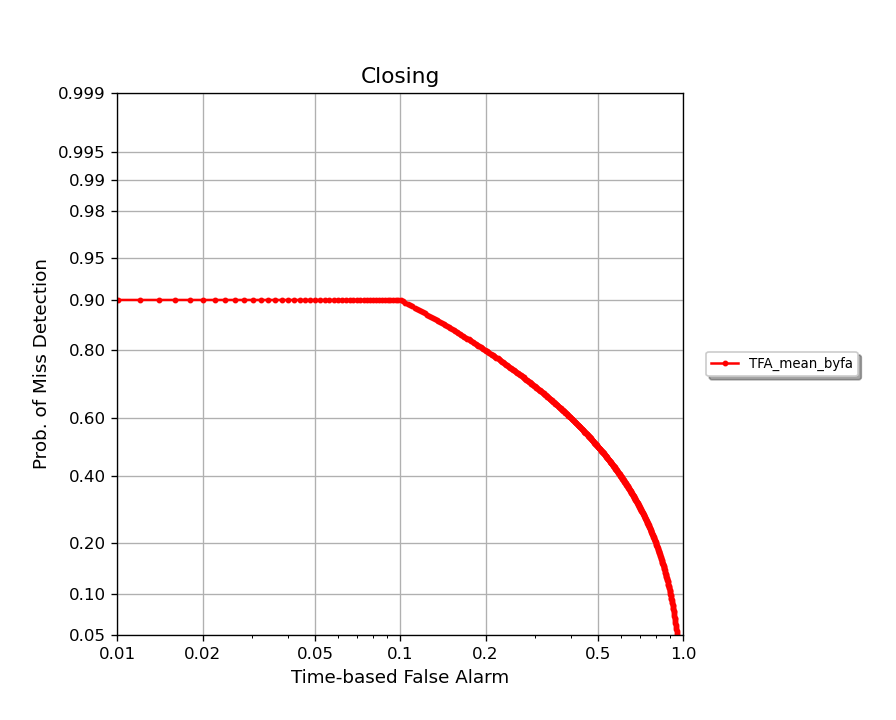 Closing
0.999
0.995
0.99
0.98
0.95
0.90
0.80
0.60
0.40
0.20
0.10
0.05
Prob. of Miss Detection
TFA_mean_byfa
0.01 0.02 0.05 0.1 0.2 0.5 1.0
Time-based False Alarm